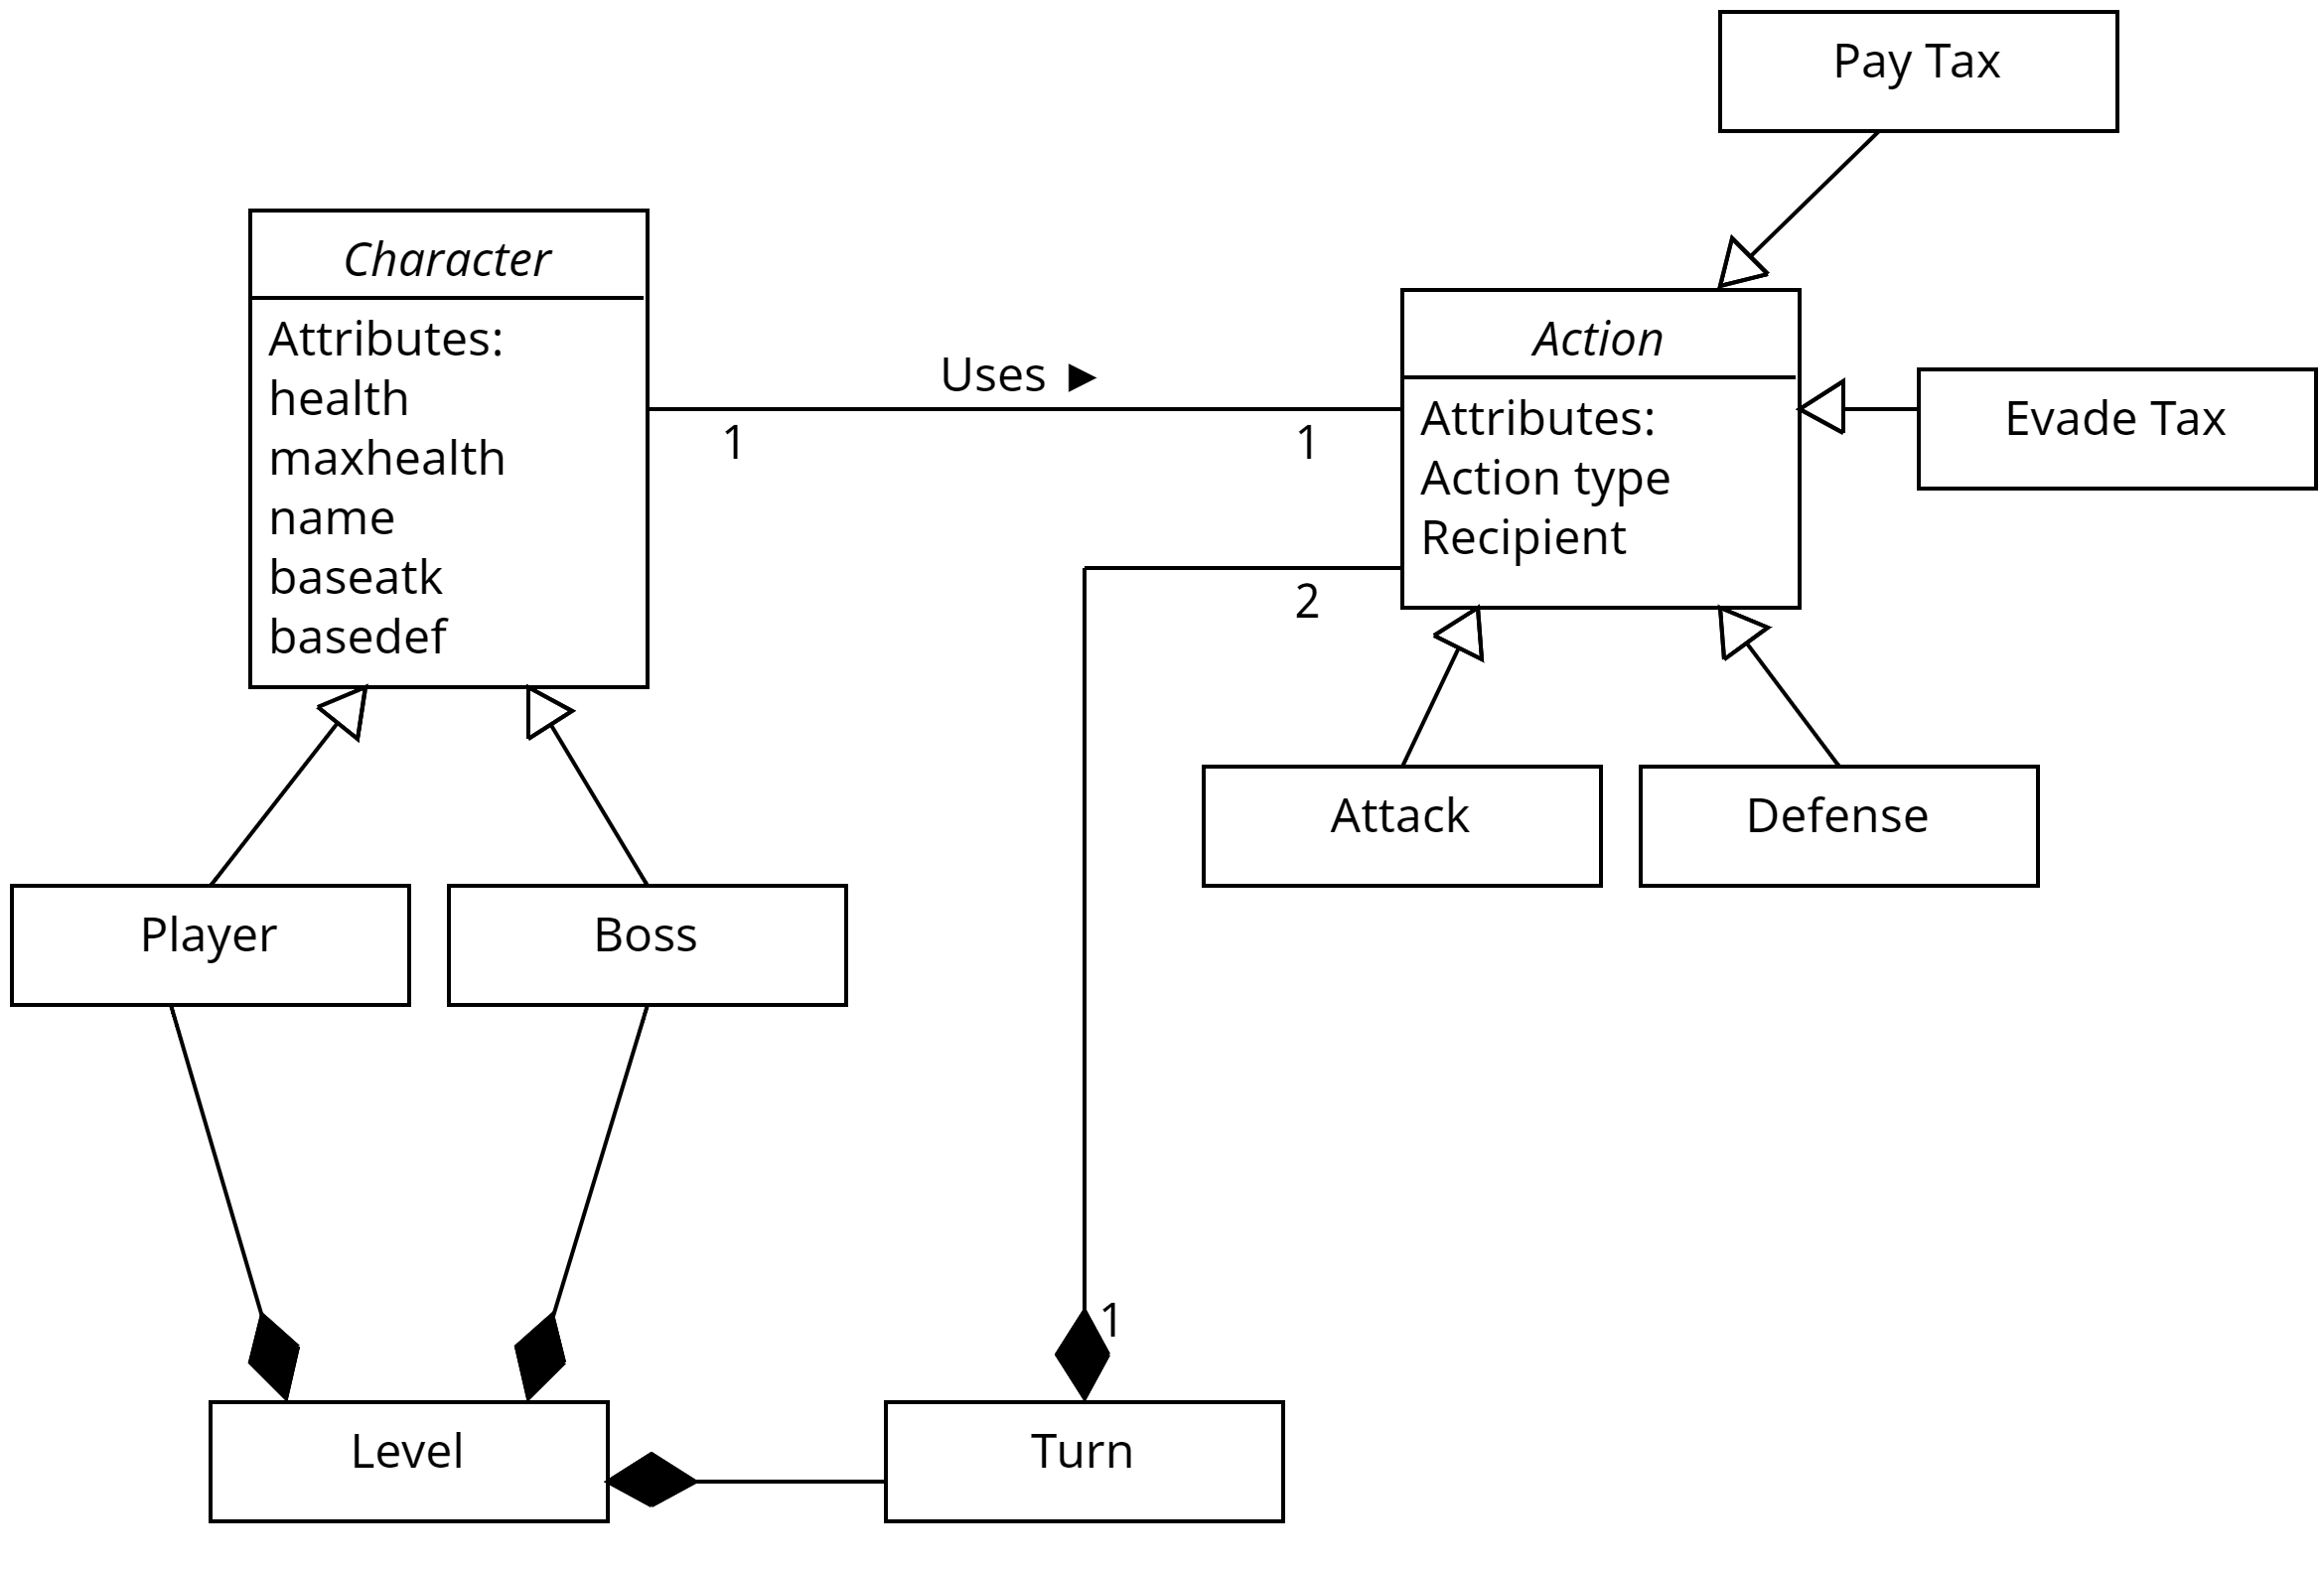 Pay Tax
Character
Attributes:
health
maxhealth
name
baseatk
basedef
Uses ►
1
1
Action
Attributes:
Action type
Recipient
Evade Tax
2
Attack
Defense
Player
Boss
1
Level
Turn